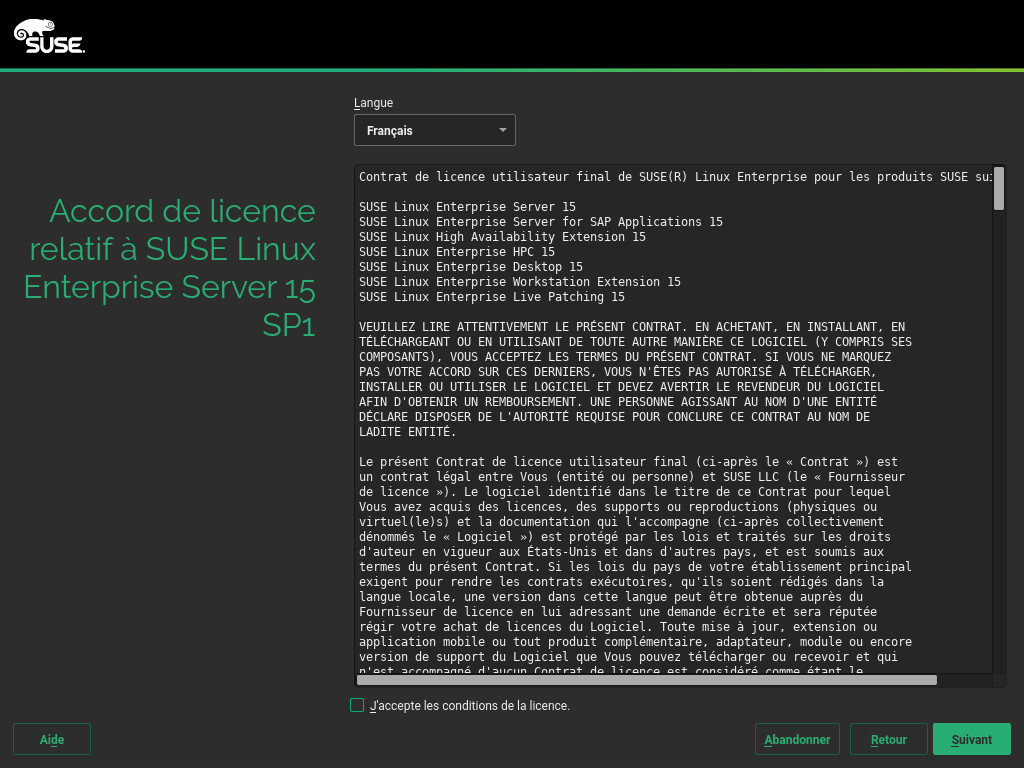 SUSE.
Langue
Français
Accord de licence
relatif à SUSE Linux
Enterprise Server 15
SP1
Contrat de licence utilisateur final de SUSE(R) Linux Enterprise pour les produits SUSE
SUSE Linux Enterprise Server 15
SUSE Linux Enterprise Server for SAP Applications 15
SUSE Linux High Availability Extension 15
SUSE Linux Enterprise HPC 15
SUSE Linux Enterprise Desktop 15
SUSE Linux Enterprise Workstation Extension 15
SUSE Linux Enterprise Live Patching 15
VEUILLEZ LIRE ATTENTIVEMENT LE PRÉSENT CONTRAT. EN ACHETANT, EN INSTALLANT, EN
TÉLÉCHARGEANT OU EN UTILISANT DE TOUTE AUTRE MANIÈRE CE LOGICIEL (Y COMPRIS SES
COMPOSANTS), VOUS ACCEPTEZ LES TERMES DU PRÉSENT CONTRAT. SI VOUS NE MARQUEZ
PAS VOTRE ACCORD SUR CES DERNIERS, VOUS N'ÊTES PAS AUTORISÉ À TÉLÉCHARGER,
INSTALLER OU UTILISER LE LOGICIEL ET DEVEZ AVERTIR LE REVENDEUR DU LOGICIEL
AFIN D'OBTENIR UN REMBOURSEMENT. UNE PERSONNE AGISSANT AU NOM D'UNE ENTITÉ
DÉCLARE DISPOSER DE L'AUTORITÉ REQUISE POUR CONCLURE CE CONTRAT AU NOM DE
LADITE ENTITÉ.
Le présent Contrat de licence utilisateur final (ci-après le « Contrat ») est
un contrat légal entre Vous (entité ou personne) et SUSE LLC (le « Fournisseur
de licence »). Le logiciel identifié dans le titre de ce Contrat pour lequel
Vous avez acquis des licences, des supports ou reproductions (physiques ou
virtuel(le)s) et la documentation qui l'accompagne (ci-après collectivement
dénommés le « Logiciel ») est protégé par les lois et traités sur les droits
d'auteur en vigueur aux États-Unis et dans d'autres pays, et est soumis aux
termes du présent Contrat. Si les lois du pays de votre établissement principal
exigent pour rendre les contrats exécutoires, qu'ils soient rédigés dans la
langue locale, une version dans cette langue peut être obtenue auprès du
Fournisseur de licence en lui adressant une demande écrite et sera réputée
régir votre achat de licences du Logiciel. Toute mise à jour, extension ou
application mobile ou tout produit complémentaire, adaptateur, module ou encore
version de support du Logiciel que Vous pouvez télécharger ou recevoir et qui
n'est accompagné d'aucun Contrat de licence est considéré comme étant le
J'accepte les conditions de la licence.
Aide
Abandonner
Retour
Suivant